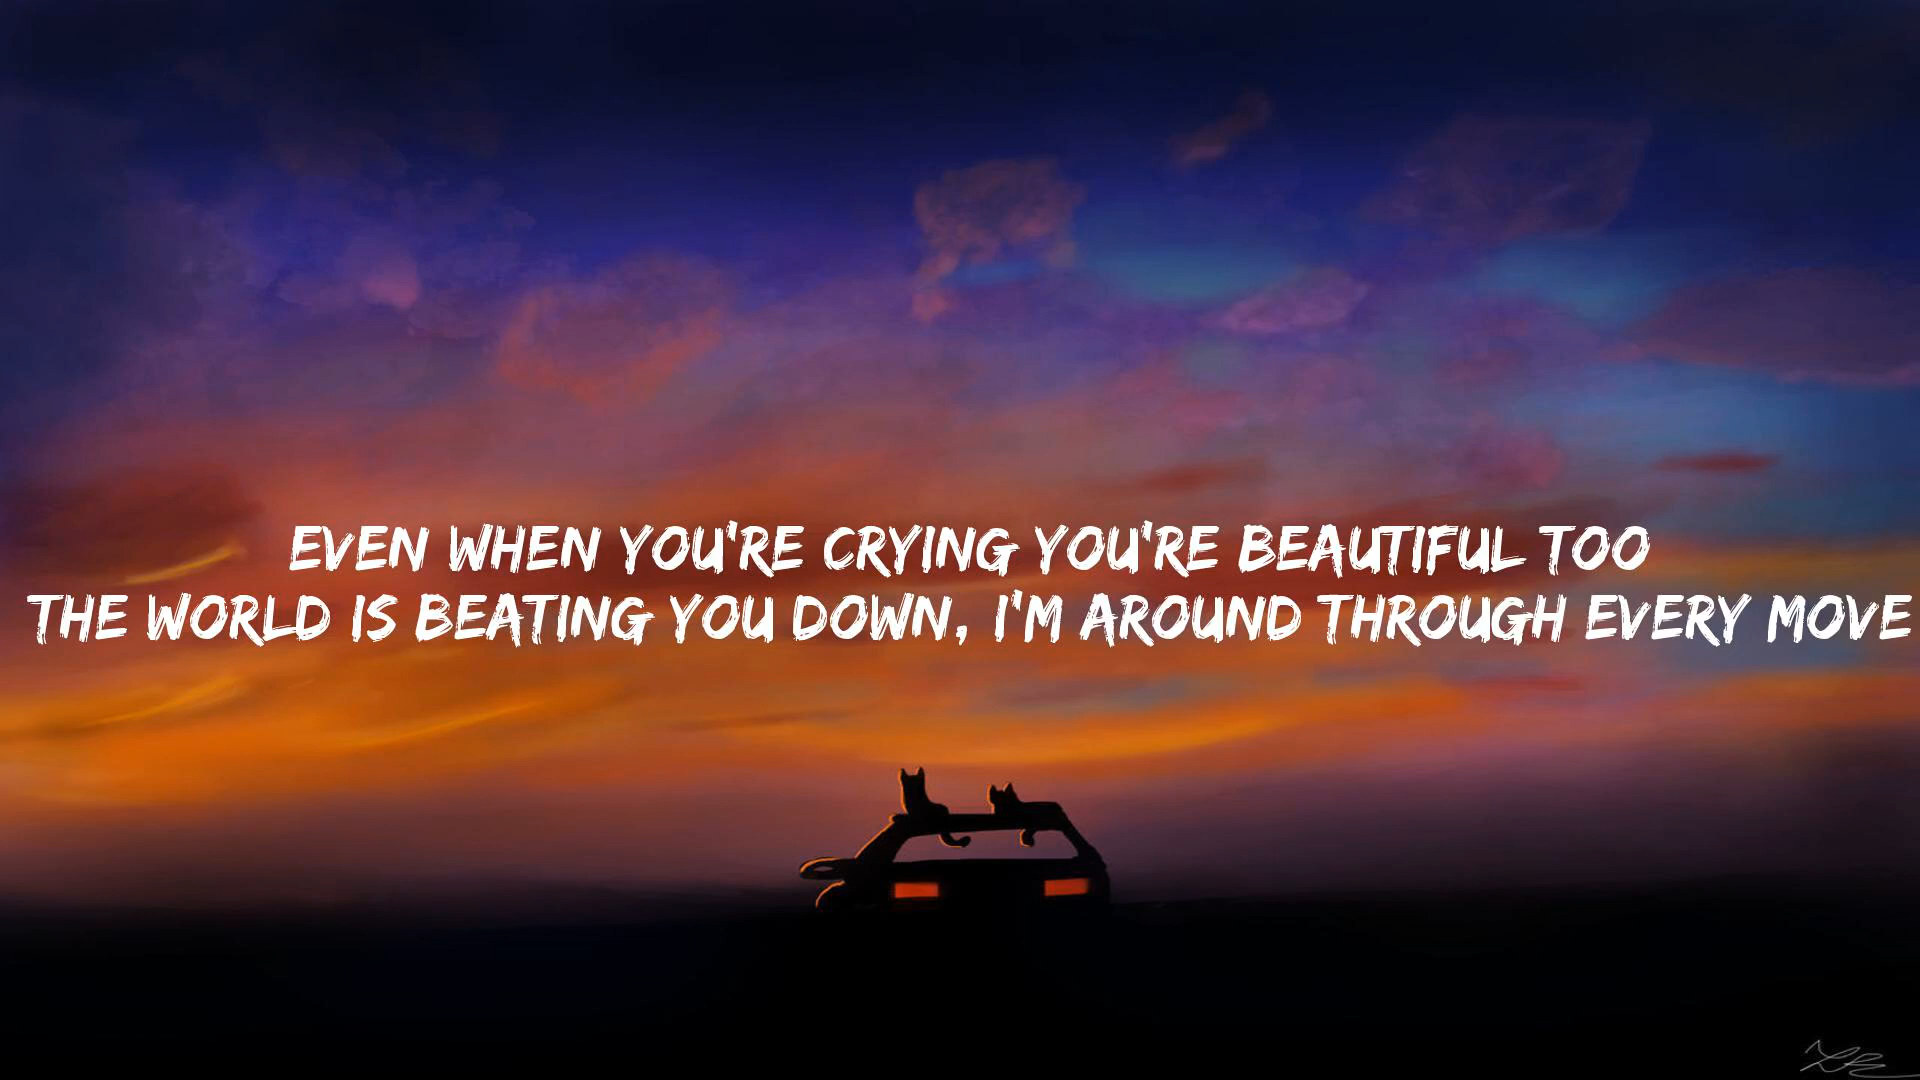 EVEN WHEN YOU'RE CRYING YOU'RE BEAUTIFUL TOO
THE WORLD IS BEATING YOU DOWN, I'M AROUND THROUGH EVERY MOVE